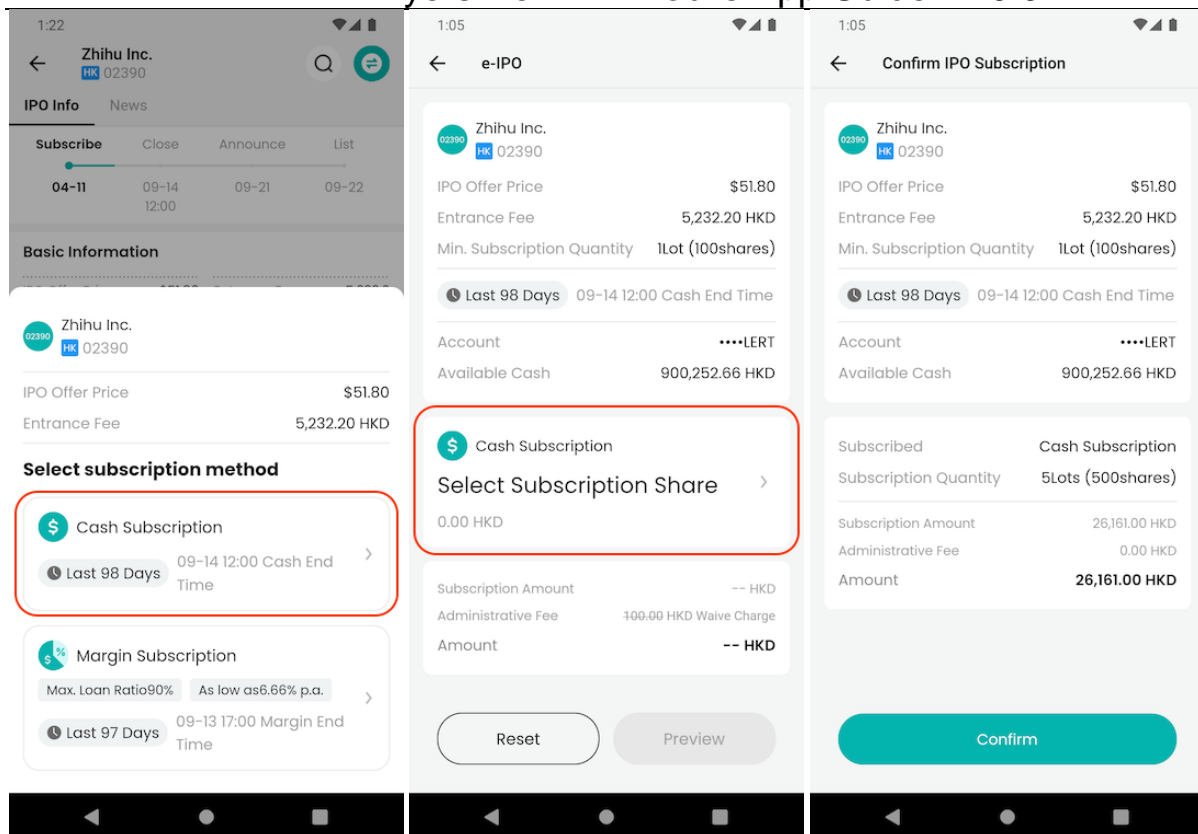 1:22
Zhihu Inc.
HK 02390
IPO Info News
Subscribe Close Announce List
04-11 09-14 09-21 09-22
12:00
Basic Information
02390
Zhihu Inc.
HK 02390
IPO Offer Price $51.80
Entrance Fee 5,232.20 HKD
Select subscription method
$ Cash Subscription
Last 98 Days 09-14 12:00 Cash End
Time
$ % Margin Subscription
Max. Loan Ratio90% As low as6.66% p.a.
Last 97 Days 09-13 17:00 Margin End
Time
1:05
e-IPO
02390
Zhihu Inc.
HK 02390
IPO Offer Price $51.80
Entrance Fee 5,232.20 HKD
Min. Subscription Quantity 1Lot (100shares)
Last 98 Days 09-14 12:00 Cash End Time
Account ••••LERT
Available Cash 900,252.66 HKD
$ Cash Subscription
Select Subscription Share
0.00 HKD
Subscription Amount -- HKD
Administrative Fee 100.00 HKD Waive Charge
Amount -- HKD
Reset Preview
1:05
Confirm IPO Subscription
02390
Zhihu Inc.
HK 02390
IPO Offer Price $51.80
Entrance Fee 5,232.20 HKD
Min. Subscription Quantity 1Lot (100shares)
Last 98 Days 09-14 12:00 Cash End Time
Account ••••LERT
Available Cash 900,252.66 HKD
Subscribed Cash Subscription
Subscription Quantity 5Lots (500shares)
Subscription Amount 26,161.00 HKD
Administrative Fee 0.00 HKD
Amount 26,161.00 HKD
Confirm